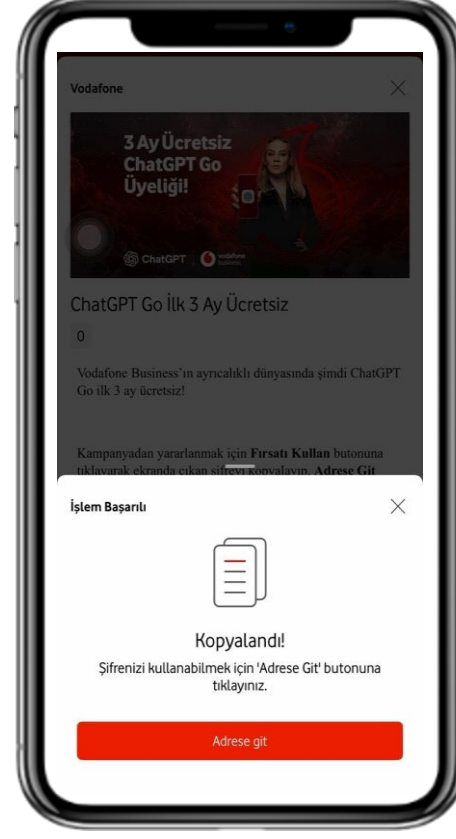 Vodafone
3 Ay Ücretsiz
ChatGPT Go
Üyeliği!
ChatGPT
vodafone
business
ChatGPT Go İlk 3 Ay Ücretsiz
0
Vodafone Business’ın ayrıcalıklı dünyasında şimdi ChatGPT
Go ilk 3 ay ücretsiz!
Kampanyadan yararlanmak için Fırsatı Kullan butonuna
tıklayarak ekranda çıkan şifreyi kopyalayıp, Adrese Git
İşlem Başarılı
Kopyalandı!
Şifrenizi kullanabilmek için 'Adrese Git' butonuna
tıklayınız.
Adrese git